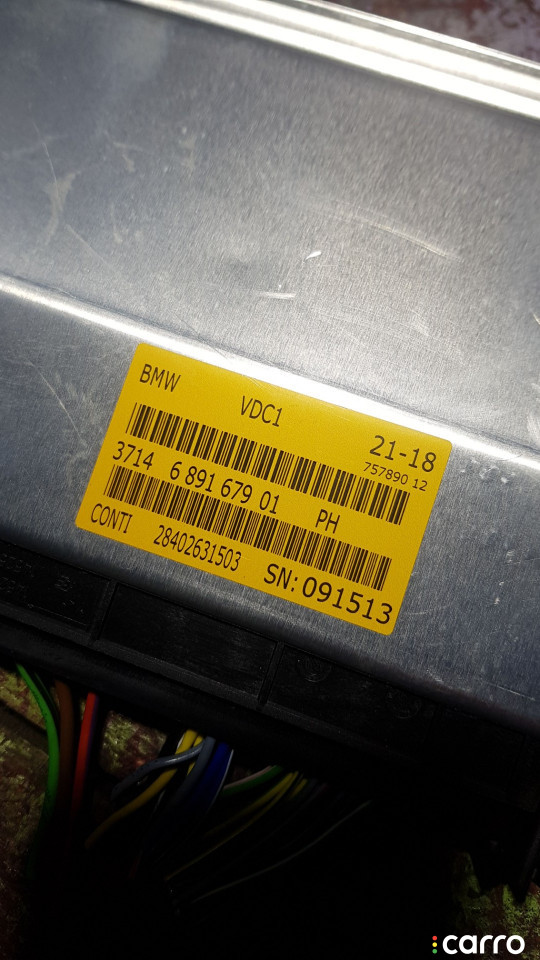 BMW VDC1 21-18
757890 12
3714 6 891 679 01 PH
CONTI 28402631503 SN: 091513
carro